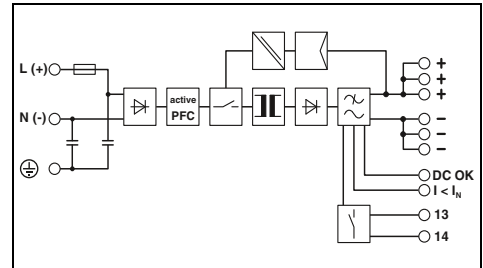 L (+)
N (-)
active
PFC
+
+
+
−
−
−
DC OK
I < IN
13
14